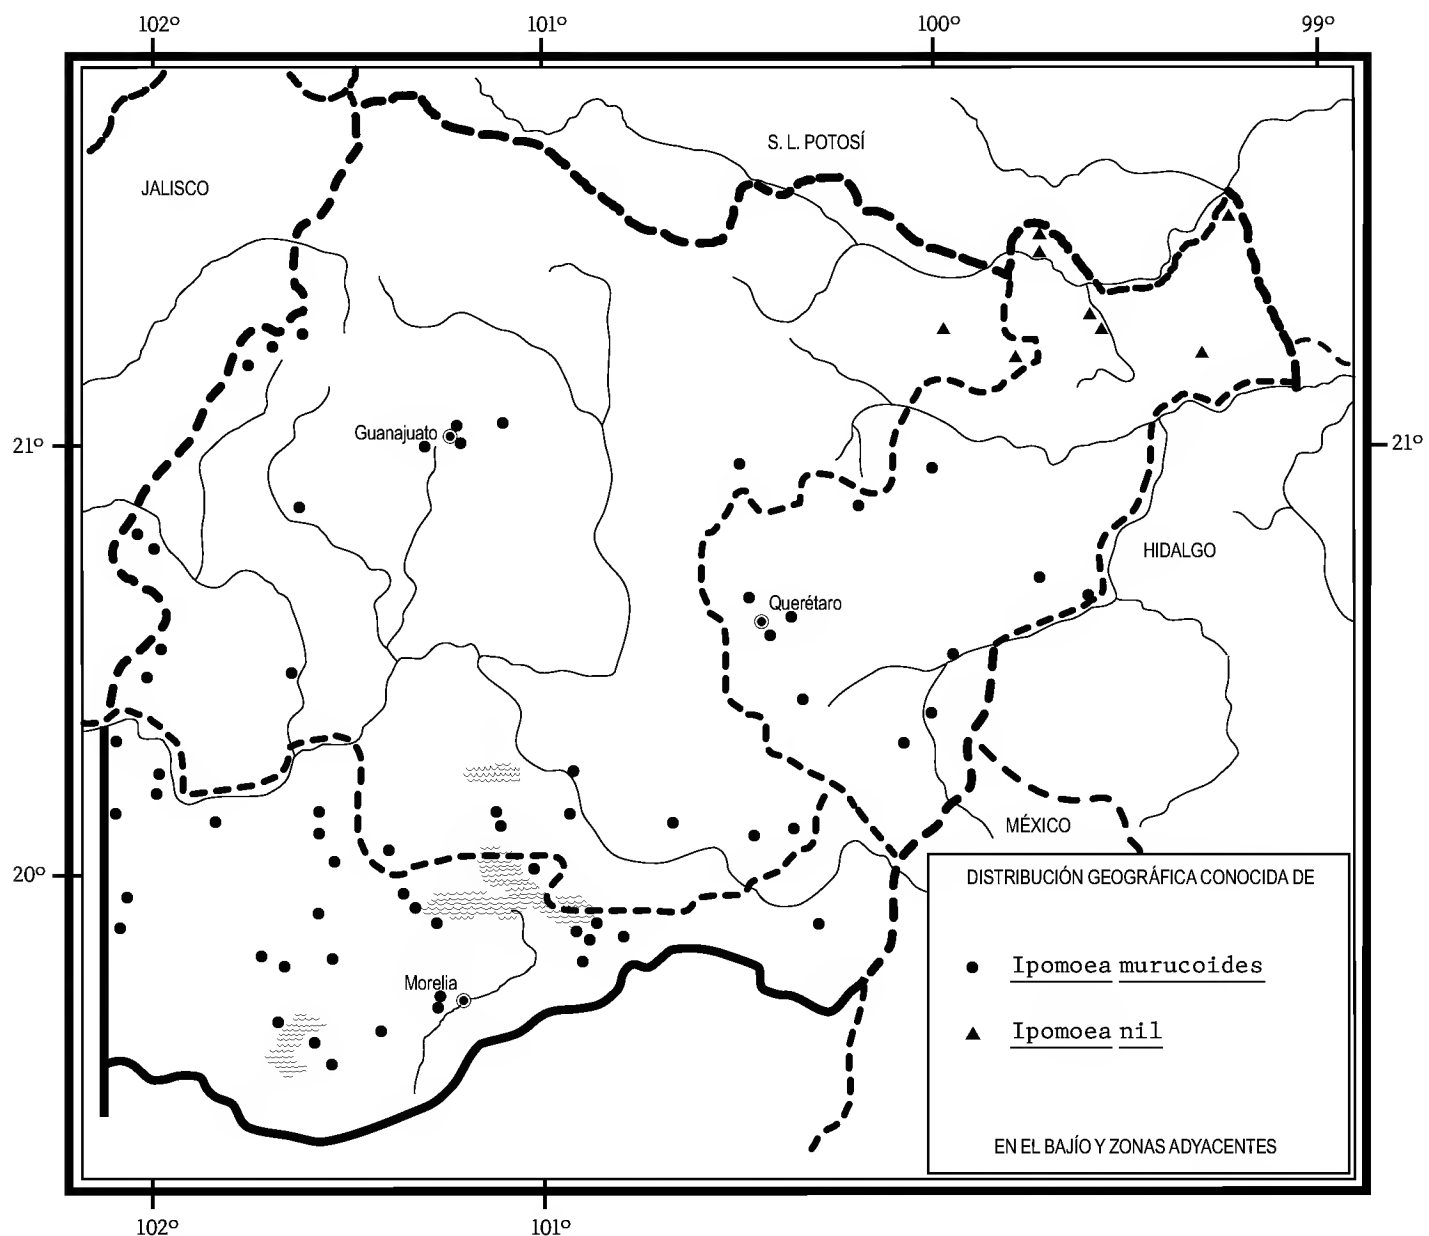 102º 101º 100º 99º
S. L. POTOSÍ
JALISCO
Guanajuato
21º 21º
HIDALGO
Querétaro
MÉXICO
20º
DISTRIBUCIÓN GEOGRÁFICA CONOCIDA DE
Ipomoea murucoides
Morelia
Ipomoea nil
EN EL BAJÍO Y ZONAS ADYACENTES
102º 101º